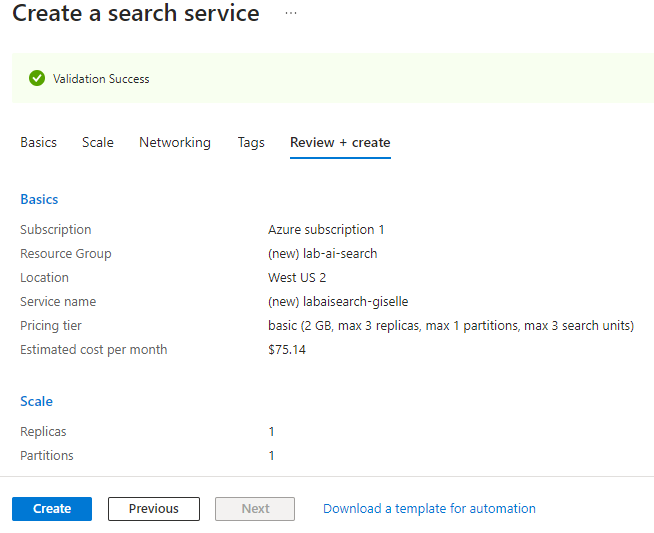 Create a search service ...
Validation Success
Basics Scale Networking Tags Review + create
Basics
Subscription Azure subscription 1
Resource Group (new) lab-ai-search
Location West US 2
Service name (new) labaisearch-giselle
Pricing tier basic (2 GB, max 3 replicas, max 1 partitions, max 3 search units)
Estimated cost per month $75.14
Scale
Replicas 1
Partitions 1
Create Previous Next Download a template for automation